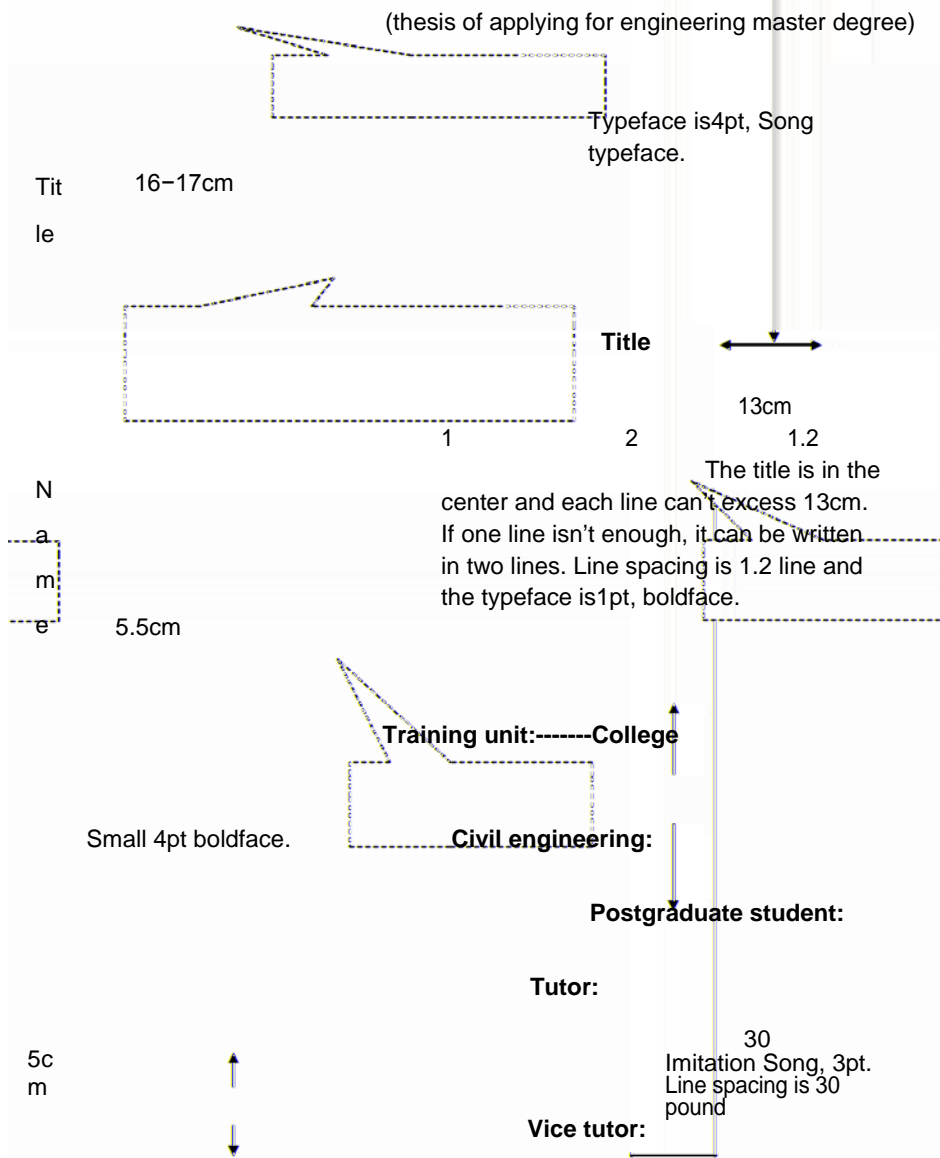 (thesis of applying for engineering master degree)
Typeface is4pt, Song
typeface.
Tit
le
16−17cm
Title
13cm
1 2 1.2
The title is in the
center and each line can't excess 13cm.
If one line isn't enough, it can be written
in two lines. Line spacing is 1.2 line and
the typeface is1pt, boldface.
N
a
m
e
5.5cm
Training unit:-------College
Small 4pt boldface.
Civil engineering:
Postgraduate student:
Tutor:
30
Imitation Song, 3pt.
Line spacing is 30
pound
5c
m
Vice tutor: